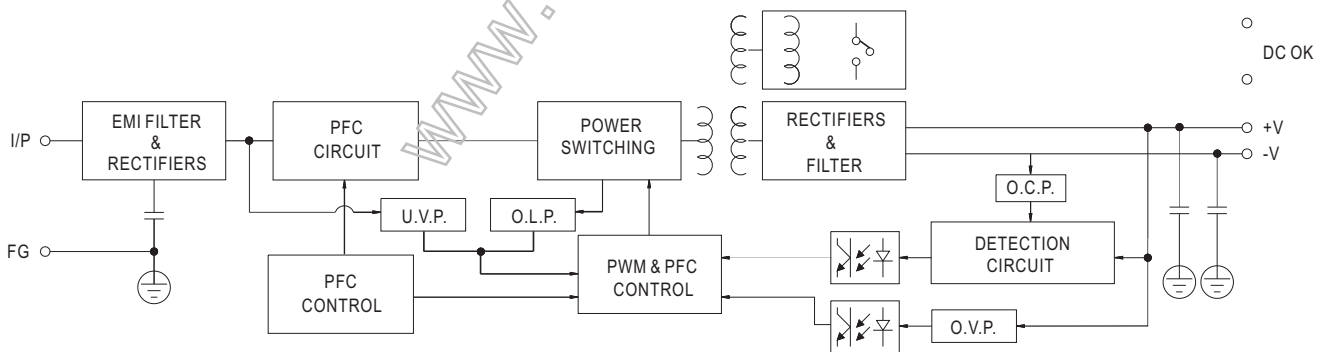 DC OK
I/P
EMI FILTER
&
RECTIFIERS
PFC
CIRCUIT
POWER
SWITCHING
RECTIFIERS
&
FILTER
+V
-V
O.C.P.
U.V.P.
O.L.P.
FG
DETECTION
CIRCUIT
PFC
CONTROL
PWM & PFC
CONTROL
O.V.P.
www.